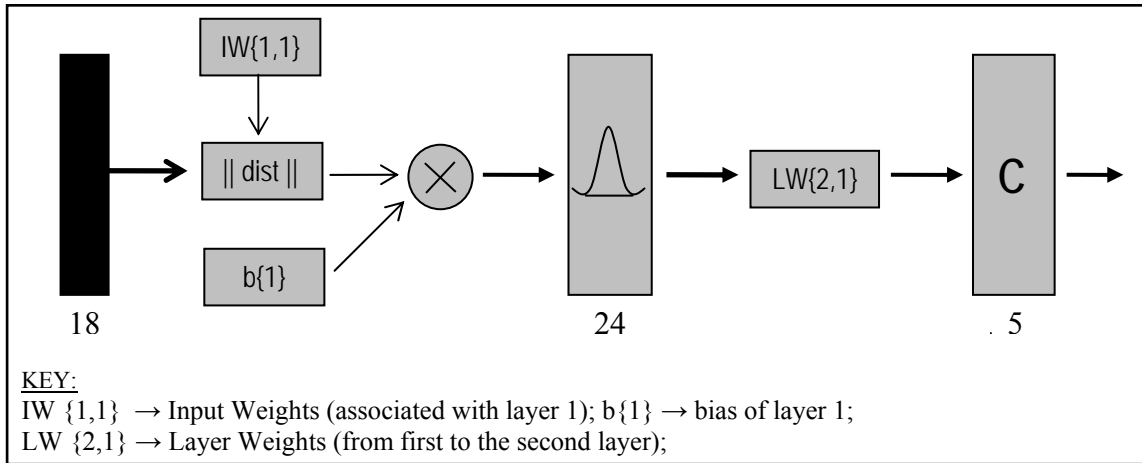 IW{1,1}
|| dist ||
b{1}
LW{2,1}
C
18
24
. 5
KEY:
IW {1,1} → Input Weights (associated with layer 1); b{1} → bias of layer 1;
LW {2,1} → Layer Weights (from first to the second layer);